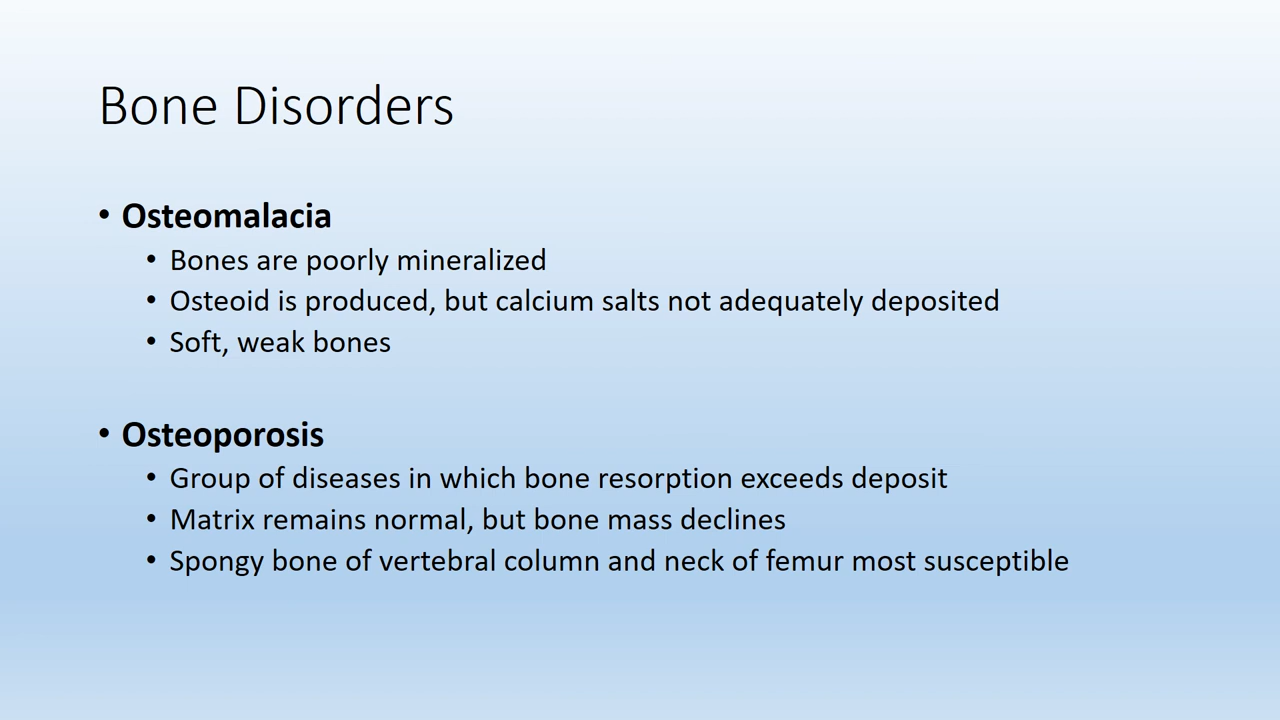 Bone Disorders
• Osteomalacia
• Bones are poorly mineralized
• Osteoid is produced, but calcium salts not adequately deposited
• Soft, weak bones
• Osteoporosis
• Group of diseases in which bone resorption exceeds deposit
• Matrix remains normal, but bone mass declines
• Spongy bone of vertebral column and neck of femur most susceptible